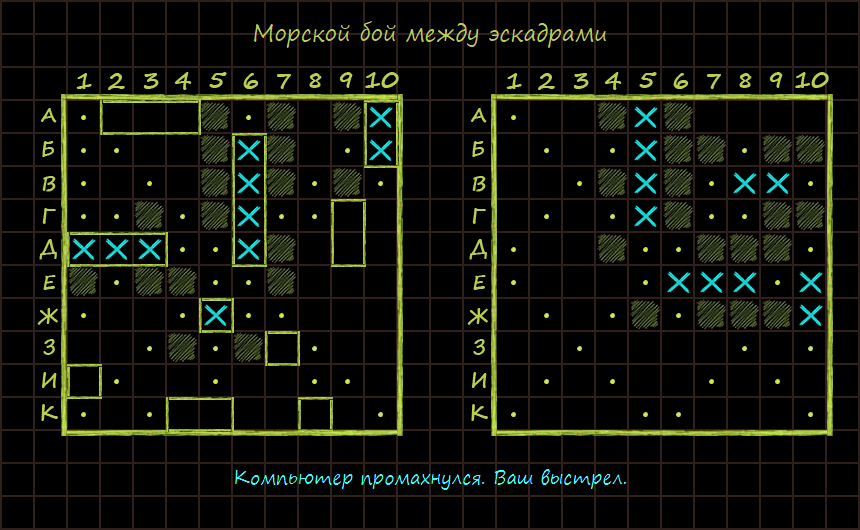 Морской бой между эскадрами
1 2 3 4 5 6 7 8 9 10 1 2 3 4 5 6 7 8 9 10
А А
Б Б
В В
Г Г
Д Д
Е Е
Ж Ж
З З
И И
К К
Компьютер промахнулся. Ваш выстрел.